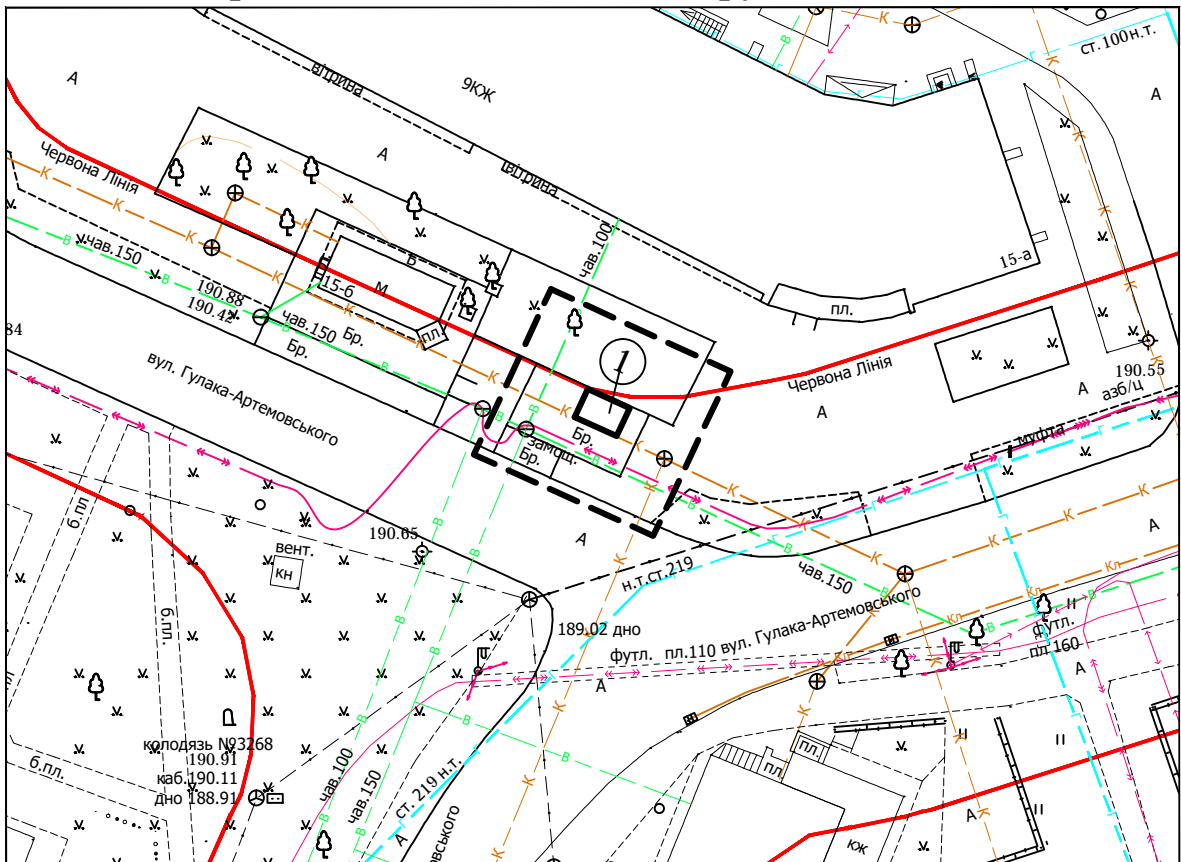 ст.100н.т.
А
вітрина
9КЖ
А
А
Червона Лінія
вітрина
чав.100
К
В
чав.150
190.88
190.42
15-б
М
В
15-а
пл.
чав.150
Бр.
Бр.
пл.
84
вул. Гулака-Артемовського
1
Червона Лінія
190.55
азб/ц
А
А
муфта
Бр.
замощ.
Бр.
б.пл
190.65
вент.
кн
А
н.т.ст.219
чав.150
А
б.пл.
189.02 дно
футл. пл.110 вул. Гулака-Артемовського
футл.
пл 160
А
А
колодязь №3268
190.91
каб.190.11
дно 188.91
б.пл.
чав.100
чав.150
ст. 219 н.т.
А
овського
пл.
пл.
А
кж